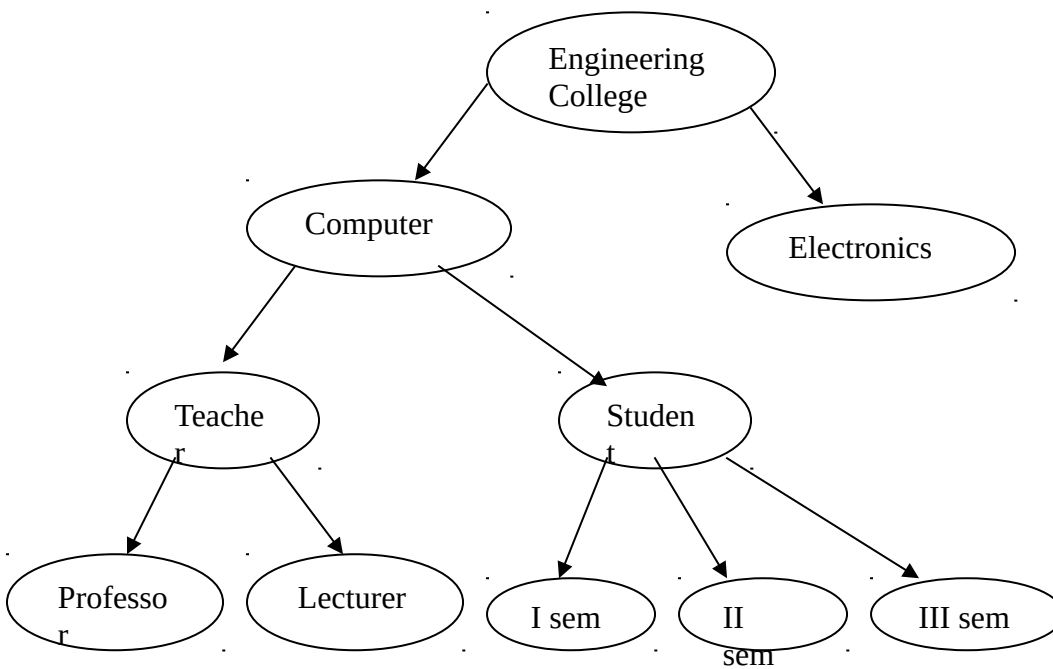 Engineering
College
Computer
Electronics
Teache
r
Studen
t
Professo
r
Lecturer
I sem
II
sem
III sem